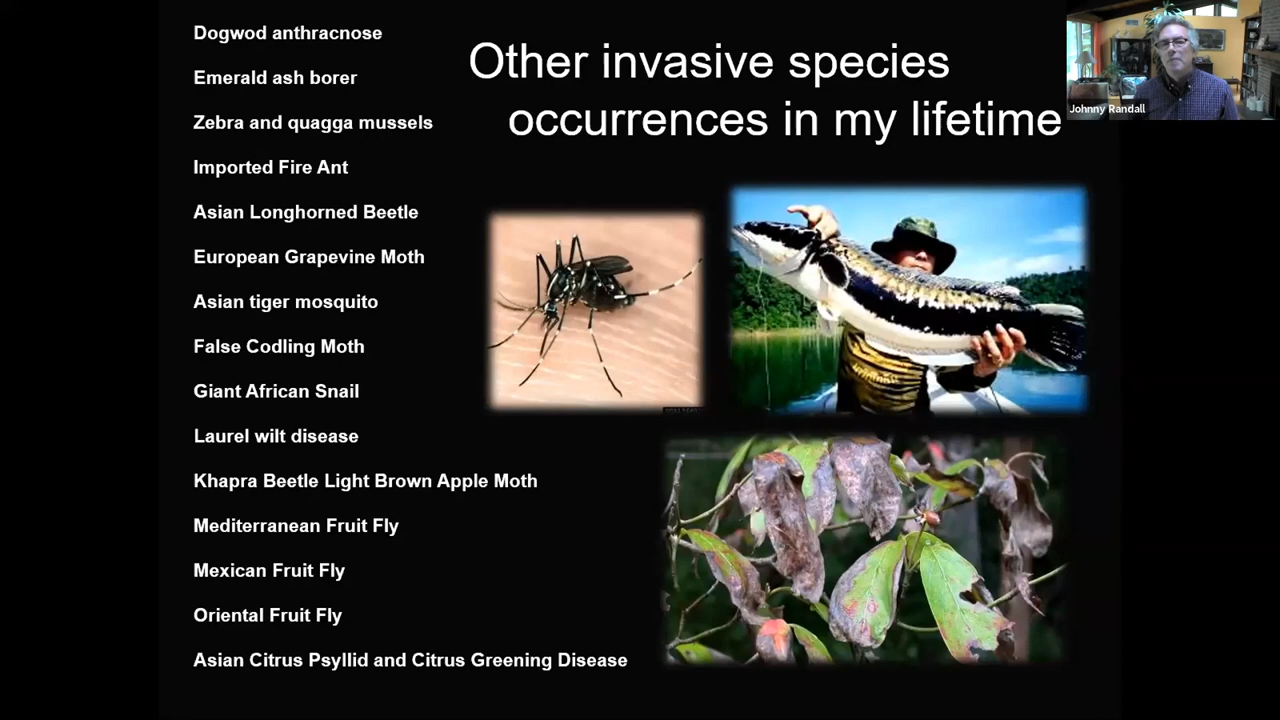 Other invasive species
occurrences in my lifetime
Dogwod anthracnose
Emerald ash borer
Zebra and quagga mussels
Imported Fire Ant
Asian Longhorned Beetle
European Grapevine Moth
Asian tiger mosquito
False Codling Moth
Giant African Snail
Laurel wilt disease
Khapra Beetle Light Brown Apple Moth
Mediterranean Fruit Fly
Mexican Fruit Fly
Oriental Fruit Fly
Asian Citrus Psyllid and Citrus Greening Disease
Johnny Randall